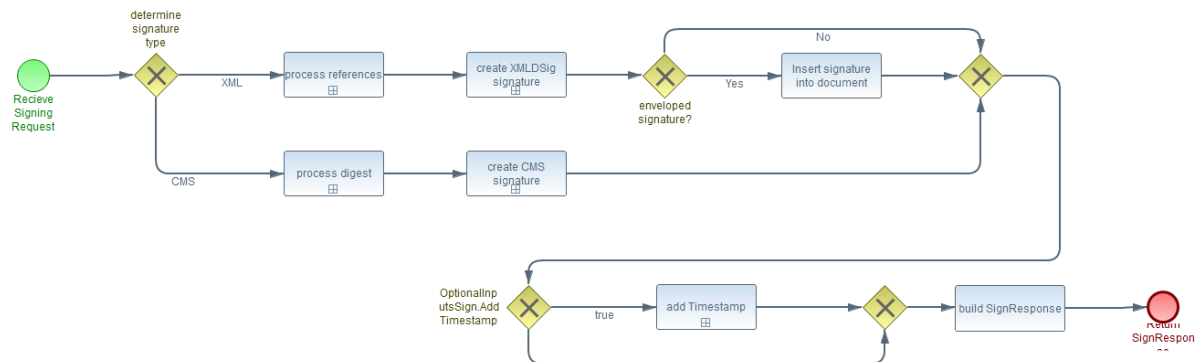 determine
signature
type
No
process references
create XMLDSig
signature
Insert signature
into document
XML
Yes
Recieve
Signing
Request
enveloped
signature?
process digest
create CMS
signature
CMS
OptionalInp
utsSign.Add
Timestamp
add Timestamp
build SignResponse
true
Return
SignRespon